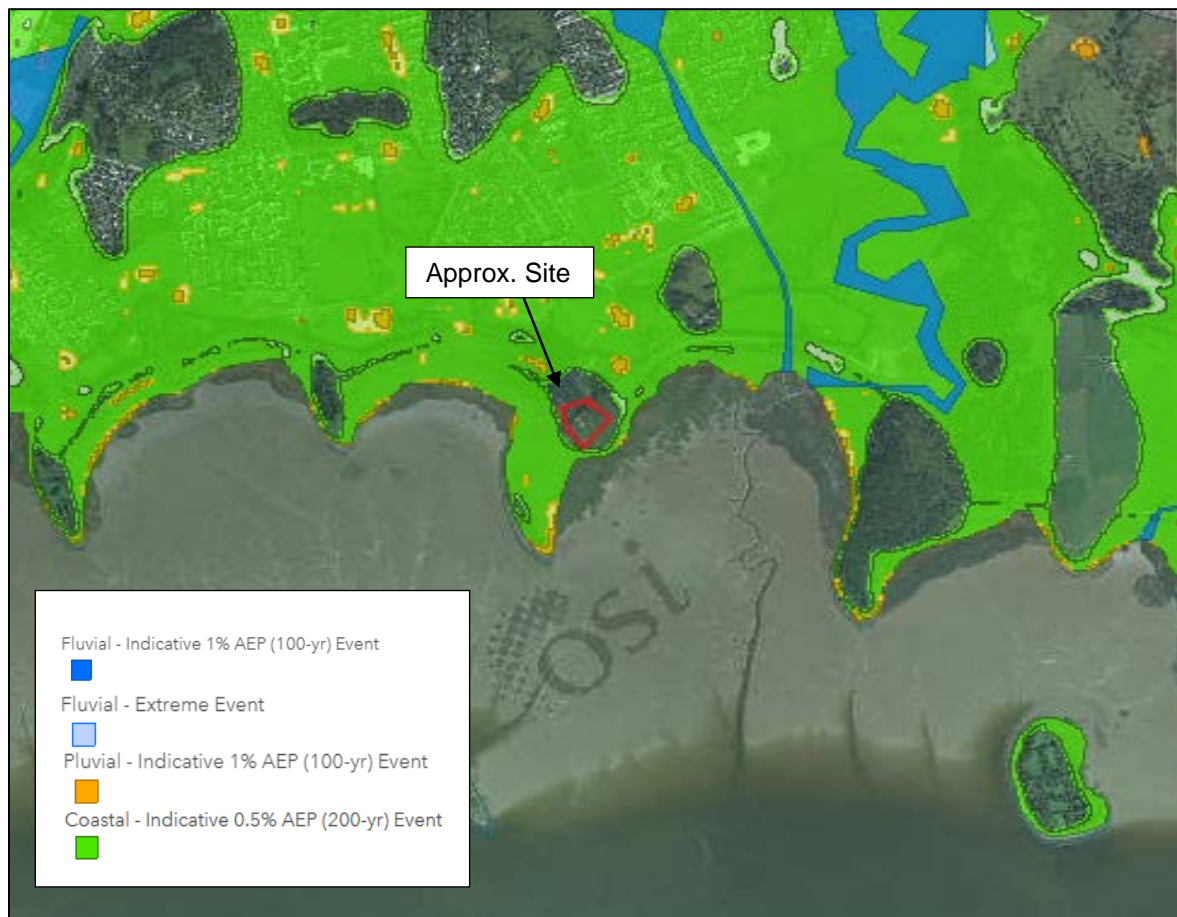 Approx. Site
OSi
Fluvial - Indicative 1% AEP (100-yr) Event
Fluvial - Extreme Event
Pluvial - Indicative 1% AEP (100-yr) Event
Coastal - Indicative 0.5% AEP (200-yr) Event